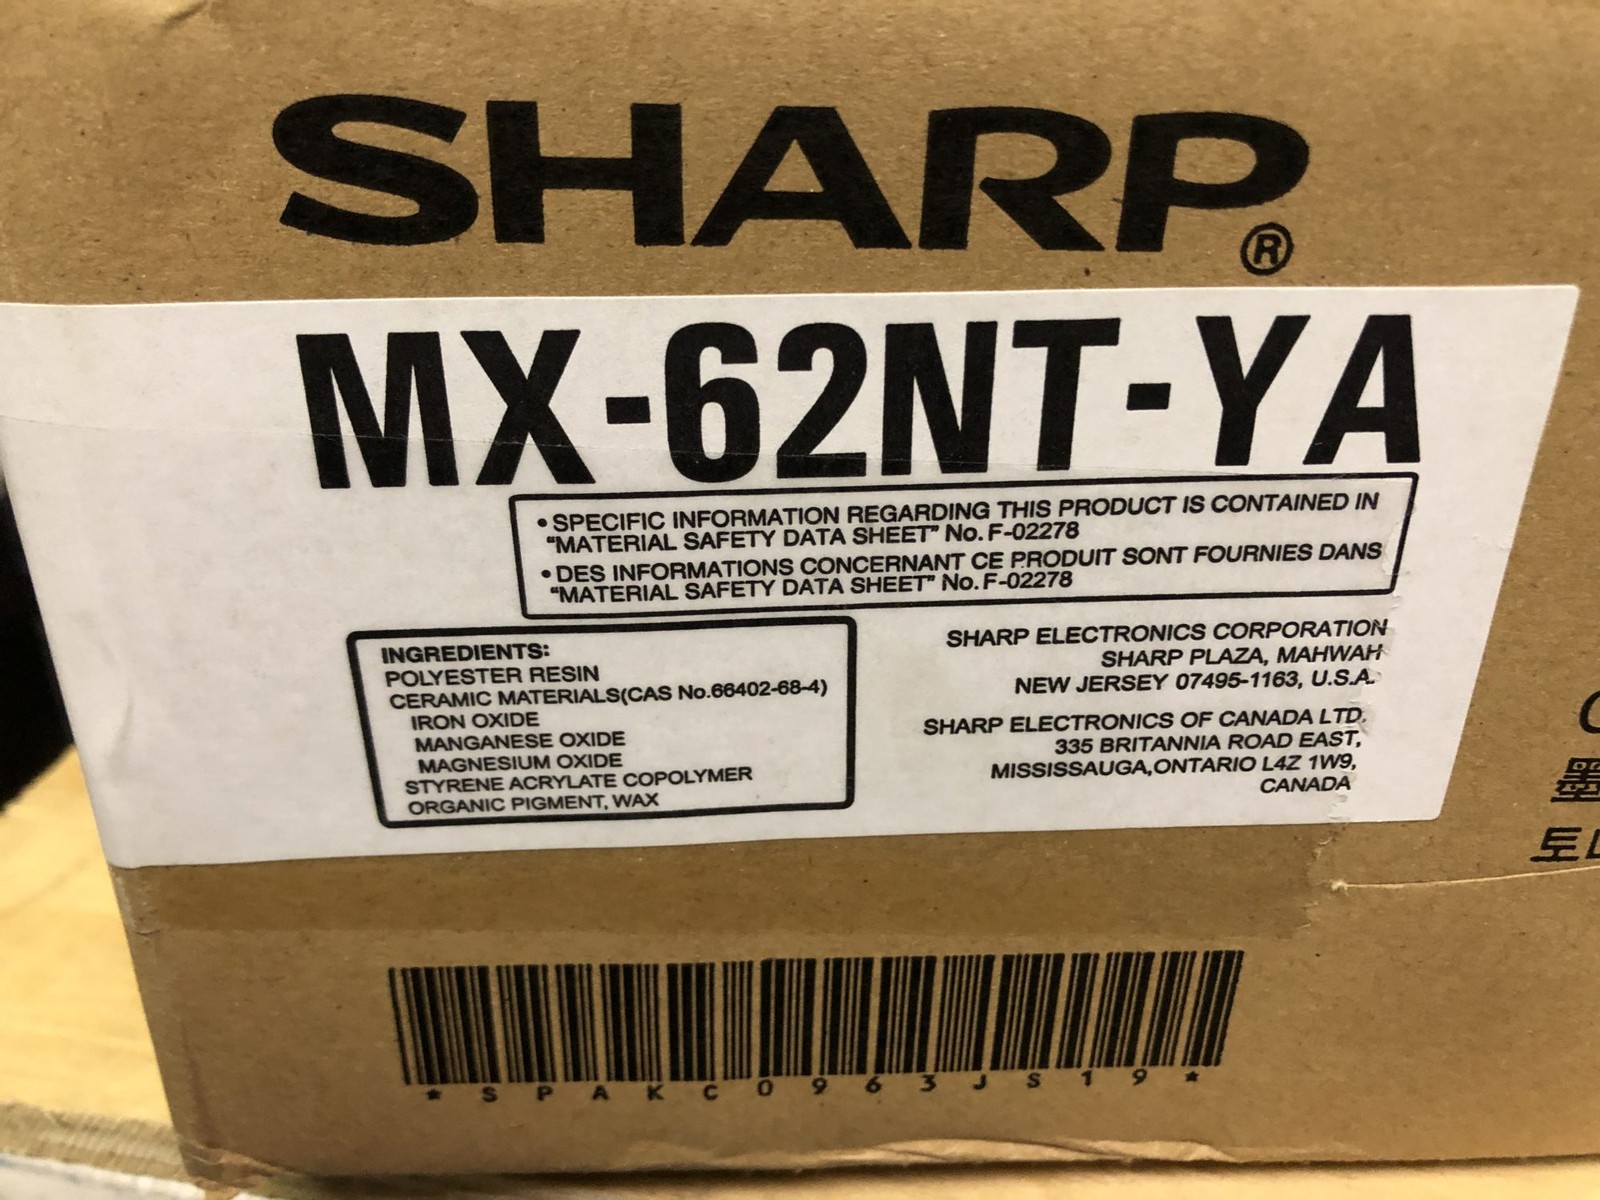 SHARP®
MX-62NT-YA
• SPECIFIC INFORMATION REGARDING THIS PRODUCT IS CONTAINED IN
"MATERIAL SAFETY DATA SHEET" No. F-02278
• DES INFORMATIONS CONCERNANT CE PRODUIT SONT FOURNIES DANS
"MATERIAL SAFETY DATA SHEET" No. F-02278
INGREDIENTS:
POLYESTER RESIN
CERAMIC MATERIALS(CAS No.66402-68-4)
IRON OXIDE
MANGANESE OXIDE
MAGNESIUM OXIDE
STYRENE ACRYLATE COPOLYMER
ORGANIC PIGMENT, WAX
SHARP ELECTRONICS CORPORATION
SHARP PLAZA, MAHWAH
NEW JERSEY 07495-1163, U.S.A.
SHARP ELECTRONICS OF CANADA LTD.
335 BRITANNIA ROAD EAST,
MISSISSAUGA,ONTARIO L4Z 1W9,
CANADA
墨
토
*SPAKC0963JS19*